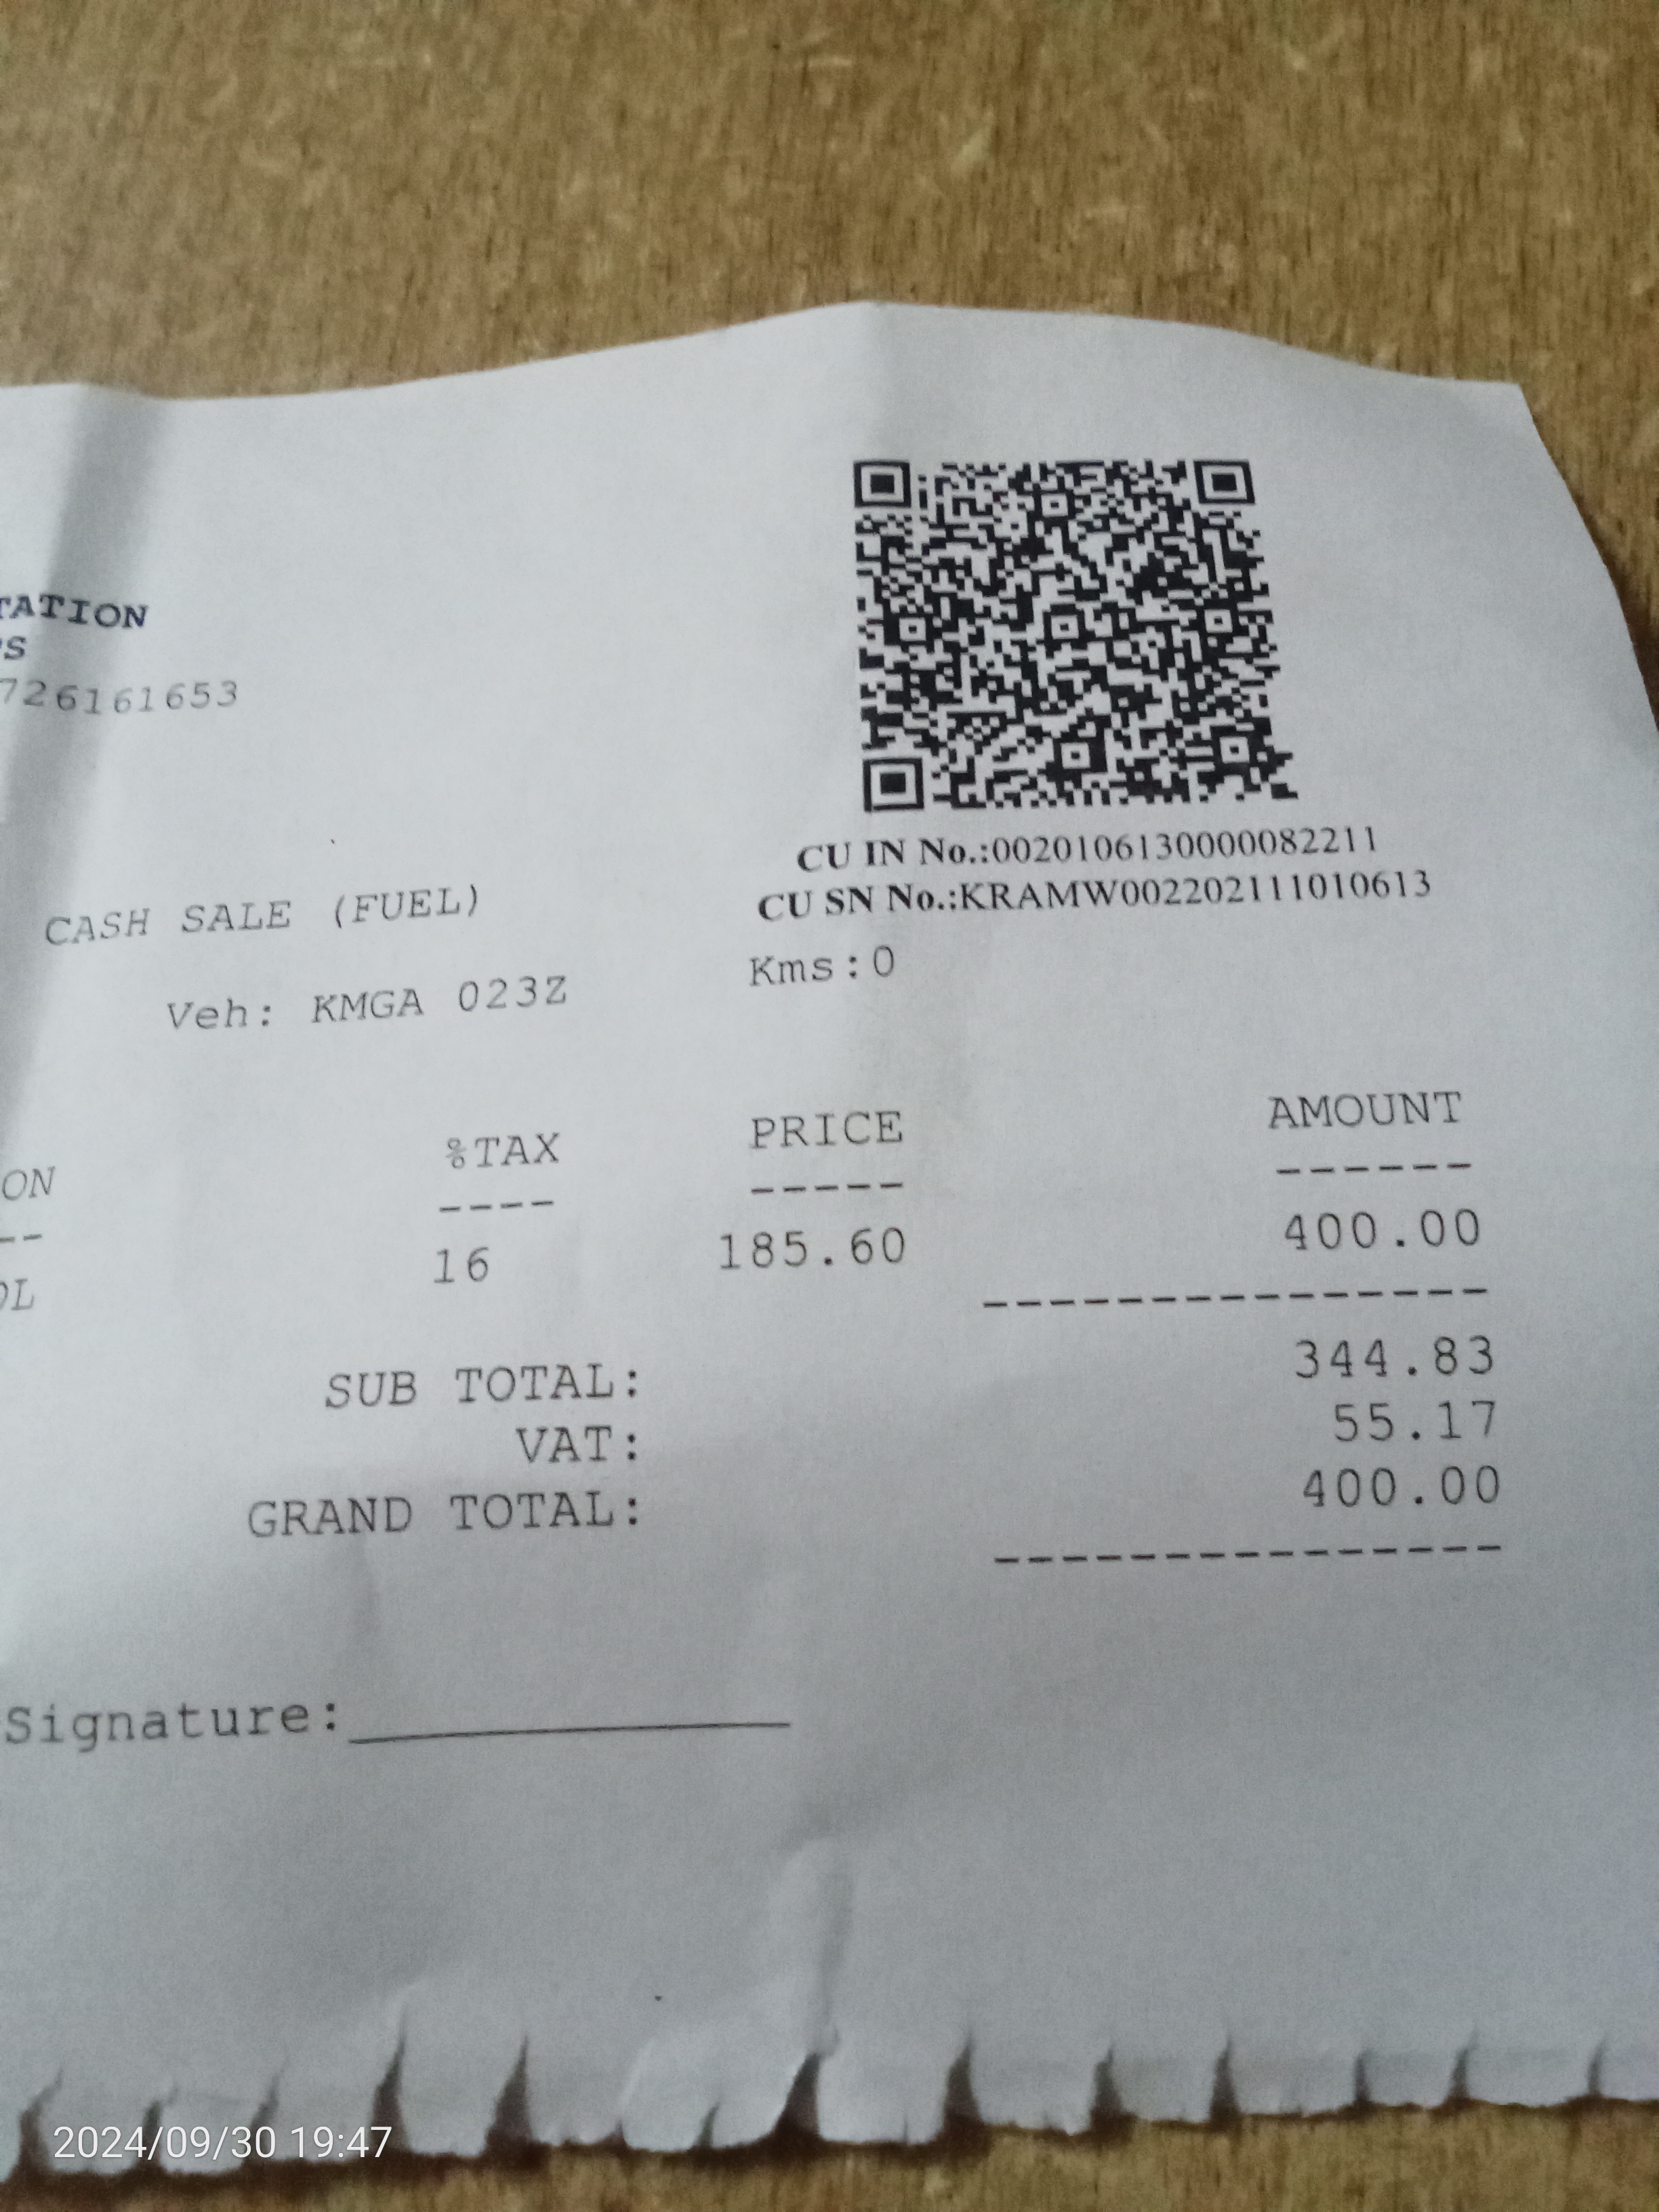 TATION
726161653
CU IN No.:0020106130000082211
CU SN No.:KRAMW002202111010613
CASH SALE (FUEL)
Veh: KMGA 023Z Kms:0
ON %TAX PRICE AMOUNT
-- ---- ----- ------
OL 16 185.60 400.00
---------------
SUB TOTAL: 344.83
VAT: 55.17
GRAND TOTAL: 400.00
---------------
Signature:
2024/09/30 19:47